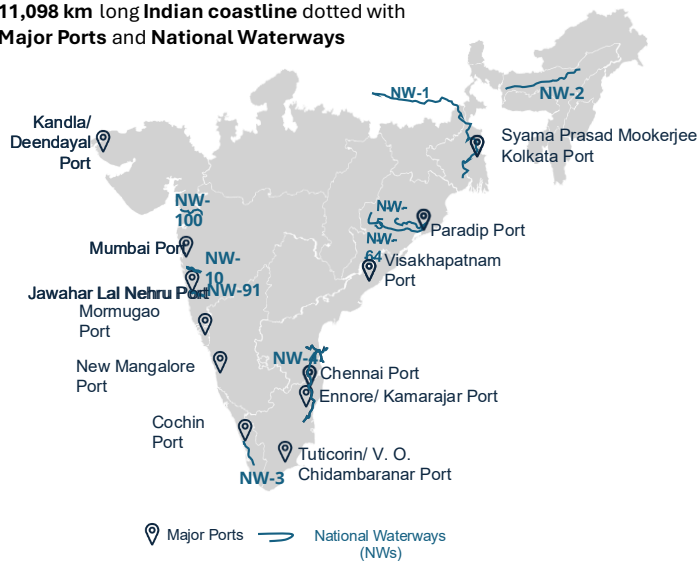 11,098 km long Indian coastline dotted with
Major Ports and National Waterways
NW-1
NW-2
Kandla/
Deendayal
Port
Syama Prasad Mookerjee
Kolkata Port
NW-
100
NW-
5
Paradip Port
NW-
64
Mumbai Port
Visakhapatnam
Port
NW-
10
NW-91
Jawahar Lal Nehru Port
Mormugao
Port
NW-4
New Mangalore
Port
Chennai Port
Ennore/ Kamarajar Port
Cochin
Port
Tuticorin/ V. O.
Chidambaranar Port
NW-3
Major Ports
National Waterways
(NWs)